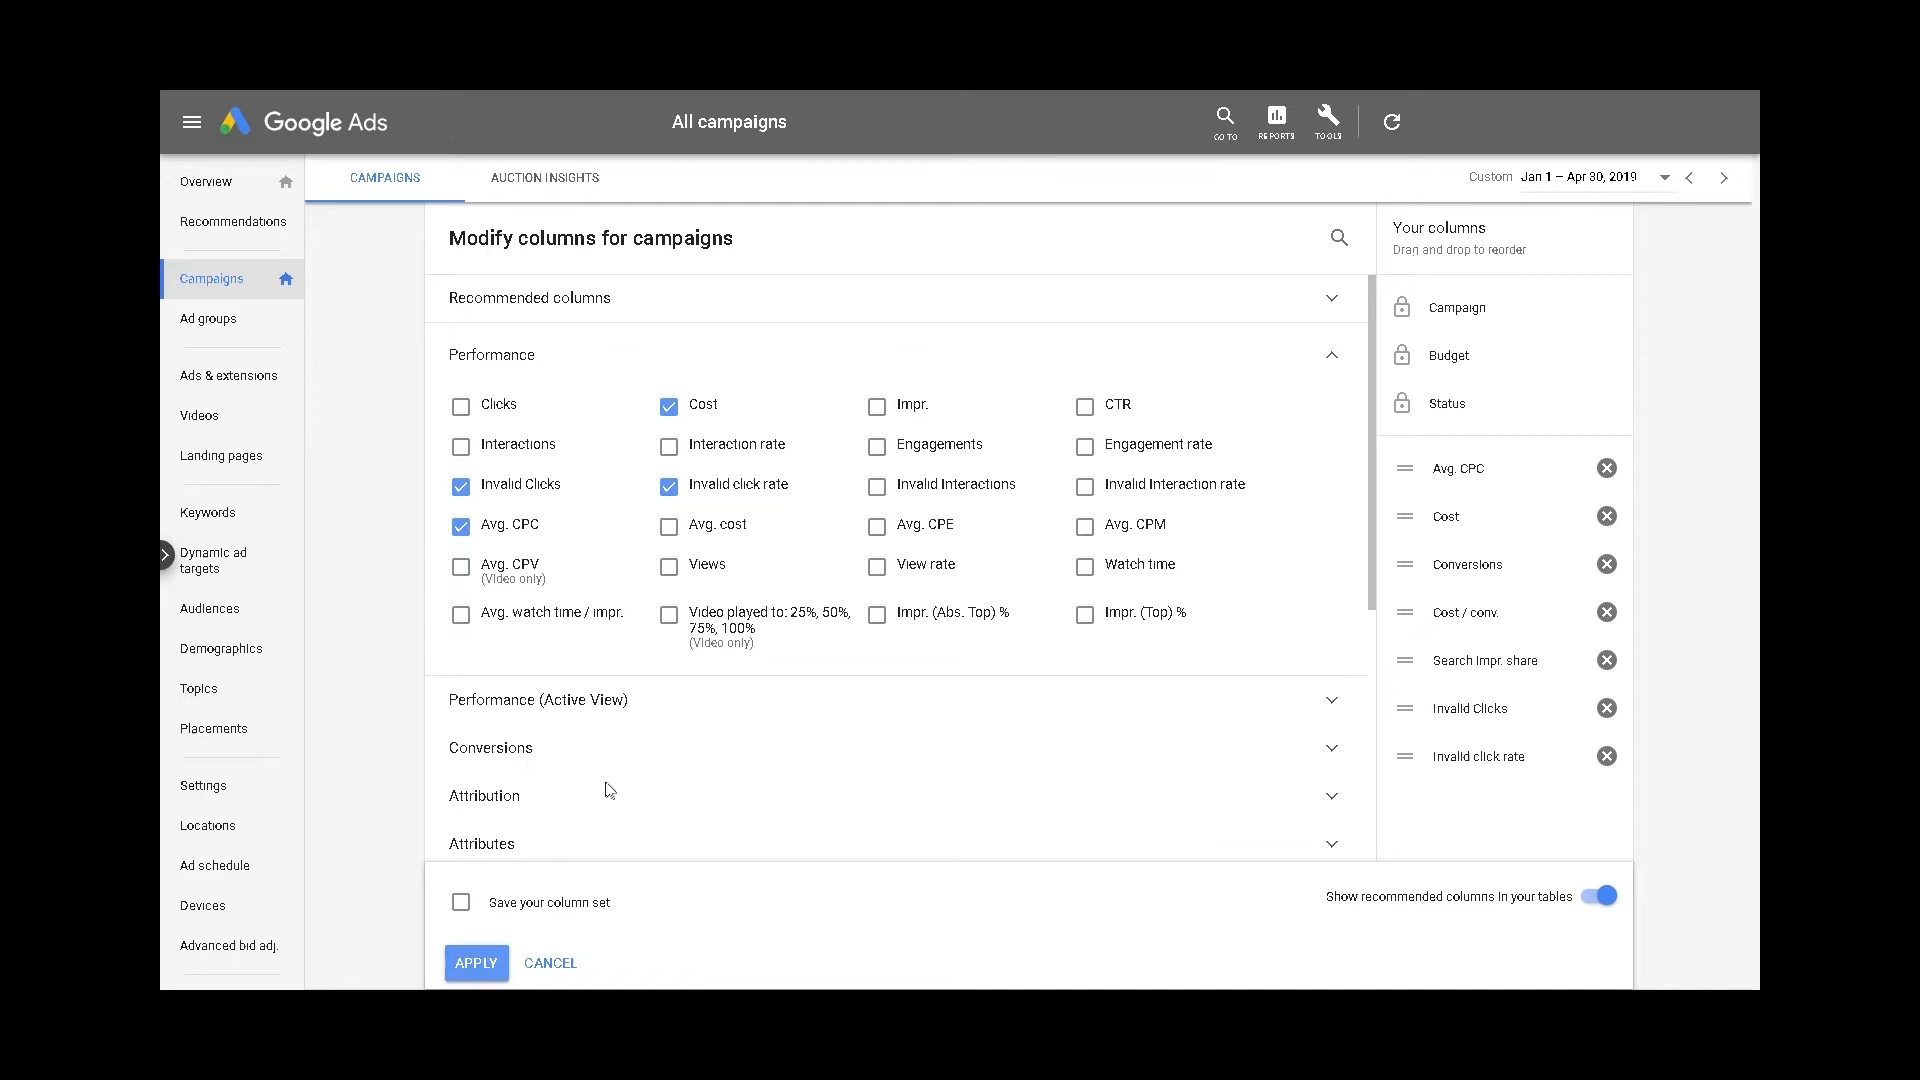 Google Ads
All campaigns
GO TO
REPORTS
TOOLS
Overview
Recommendations
Campaigns
Ad groups
Ads & extensions
Videos
Landing pages
Keywords
Dynamic ad
targets
Audiences
Demographics
Topics
Placements
Settings
Locations
Ad schedule
Devices
Advanced bid adj.
CAMPAIGNS
AUCTION INSIGHTS
Custom Jan 1 – Apr 30, 2019
Modify columns for campaigns
Recommended columns
Performance
Clicks
Cost
Impr.
CTR
Interactions
Interaction rate
Engagements
Engagement rate
Invalid Clicks
Invalid click rate
Invalid Interactions
Invalid Interaction rate
Avg. CPC
Avg. cost
Avg. CPE
Avg. CPM
Avg. CPV
(Video only)
Views
View rate
Watch time
Avg. watch time / impr.
Video played to: 25%, 50%,
75%, 100%
(Video only)
Impr. (Abs. Top) %
Impr. (Top) %
Performance (Active View)
Conversions
Attribution
Attributes
Your columns
Drag and drop to reorder
Campaign
Budget
Status
Avg. CPC
Cost
Conversions
Cost / conv.
Search Impr. share
Invalid Clicks
Invalid click rate
Save your column set
Show recommended columns in your tables
APPLY
CANCEL